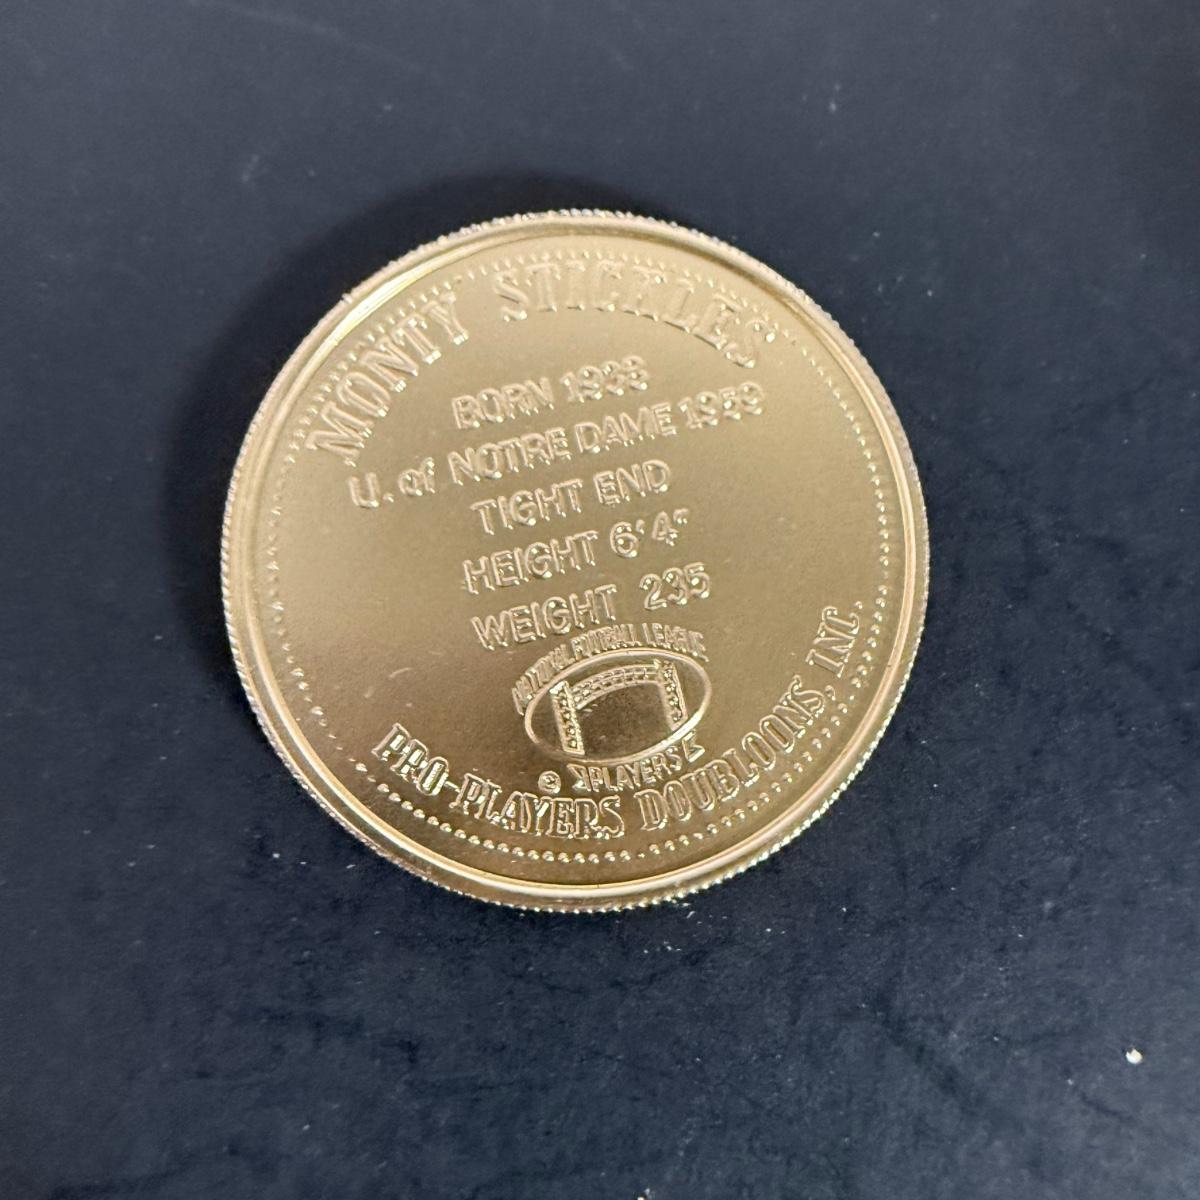 MONTY STICKLES
BORN 1938
U. of NOTRE DAME 1959
TIGHT END
HEIGHT 6' 4"
WEIGHT 235
NATIONAL FOOTBALL LEAGUE
© PLAYERS
PRO-PLAYERS DOUBLOONS, INC.